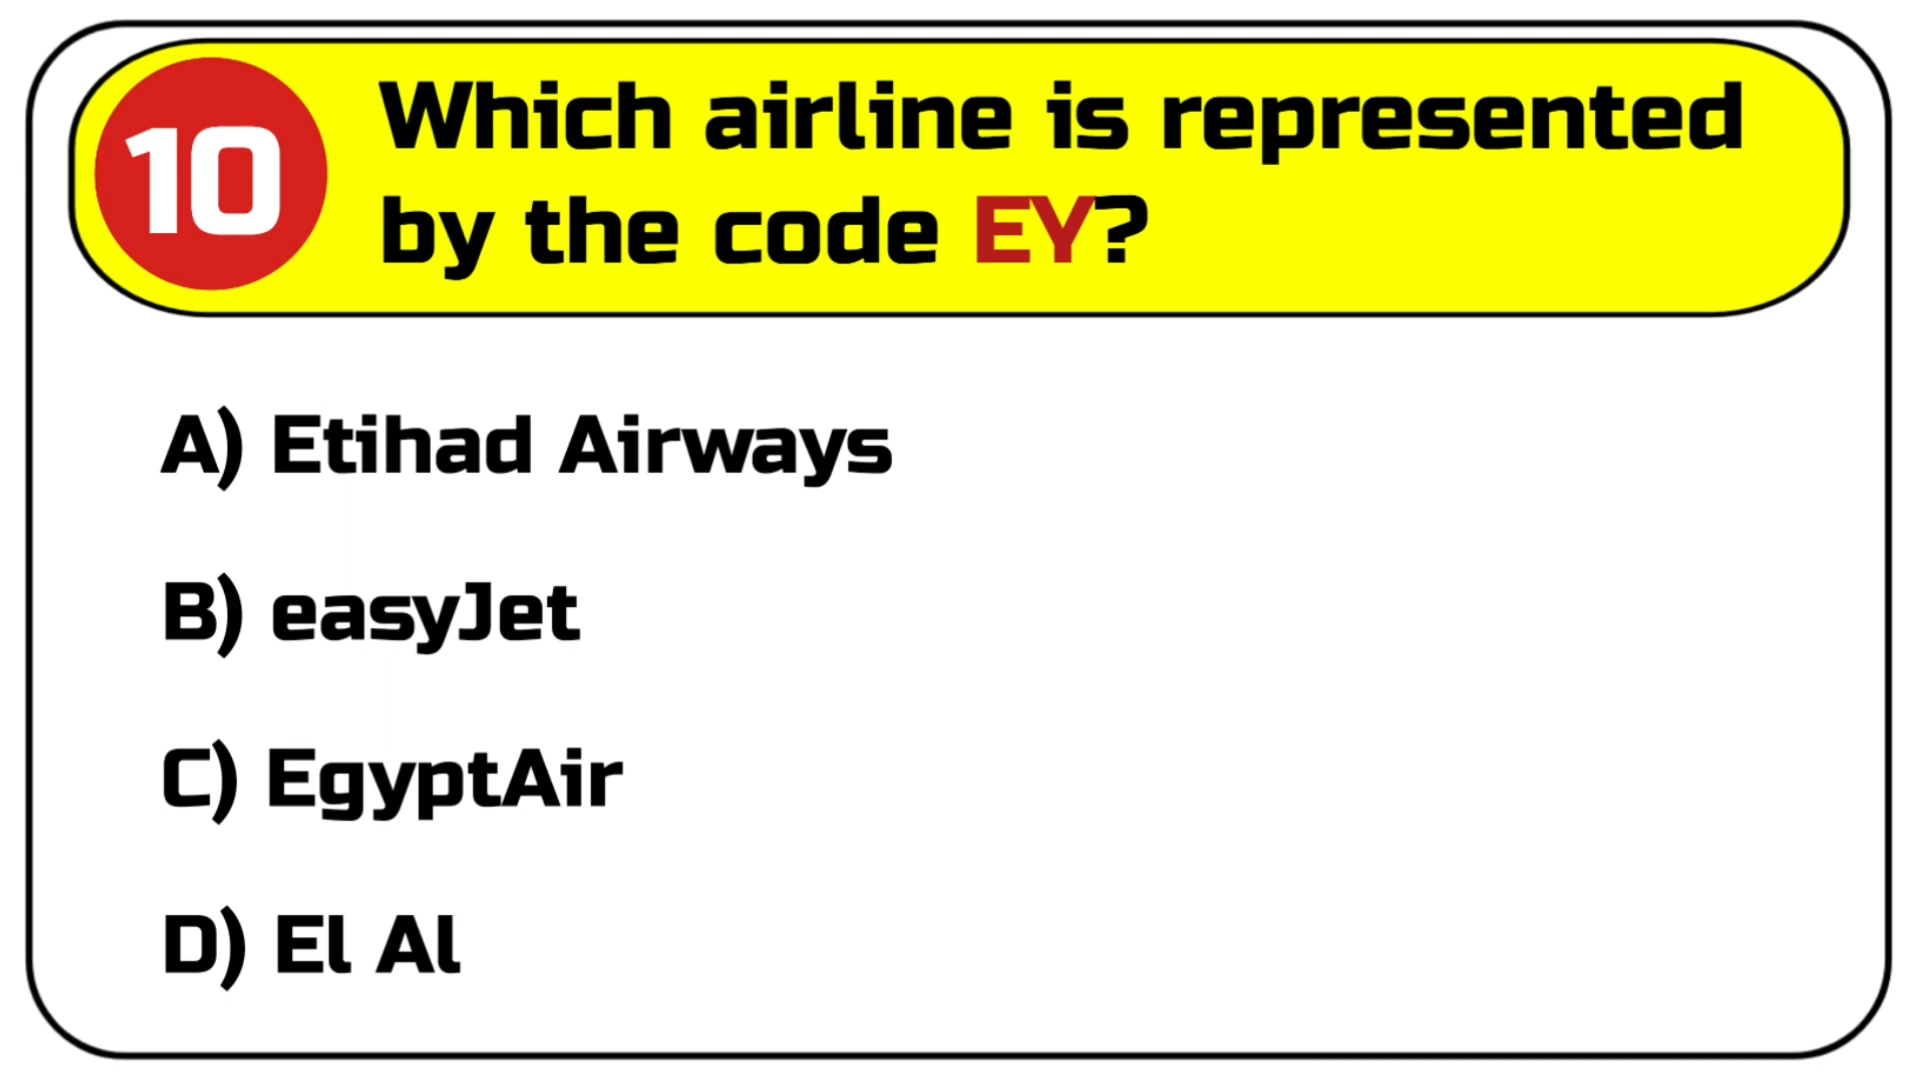 10
Which airline is represented
by the code EY?
A) Etihad Airways
B) easyJet
C) EgyptAir
D) El Al